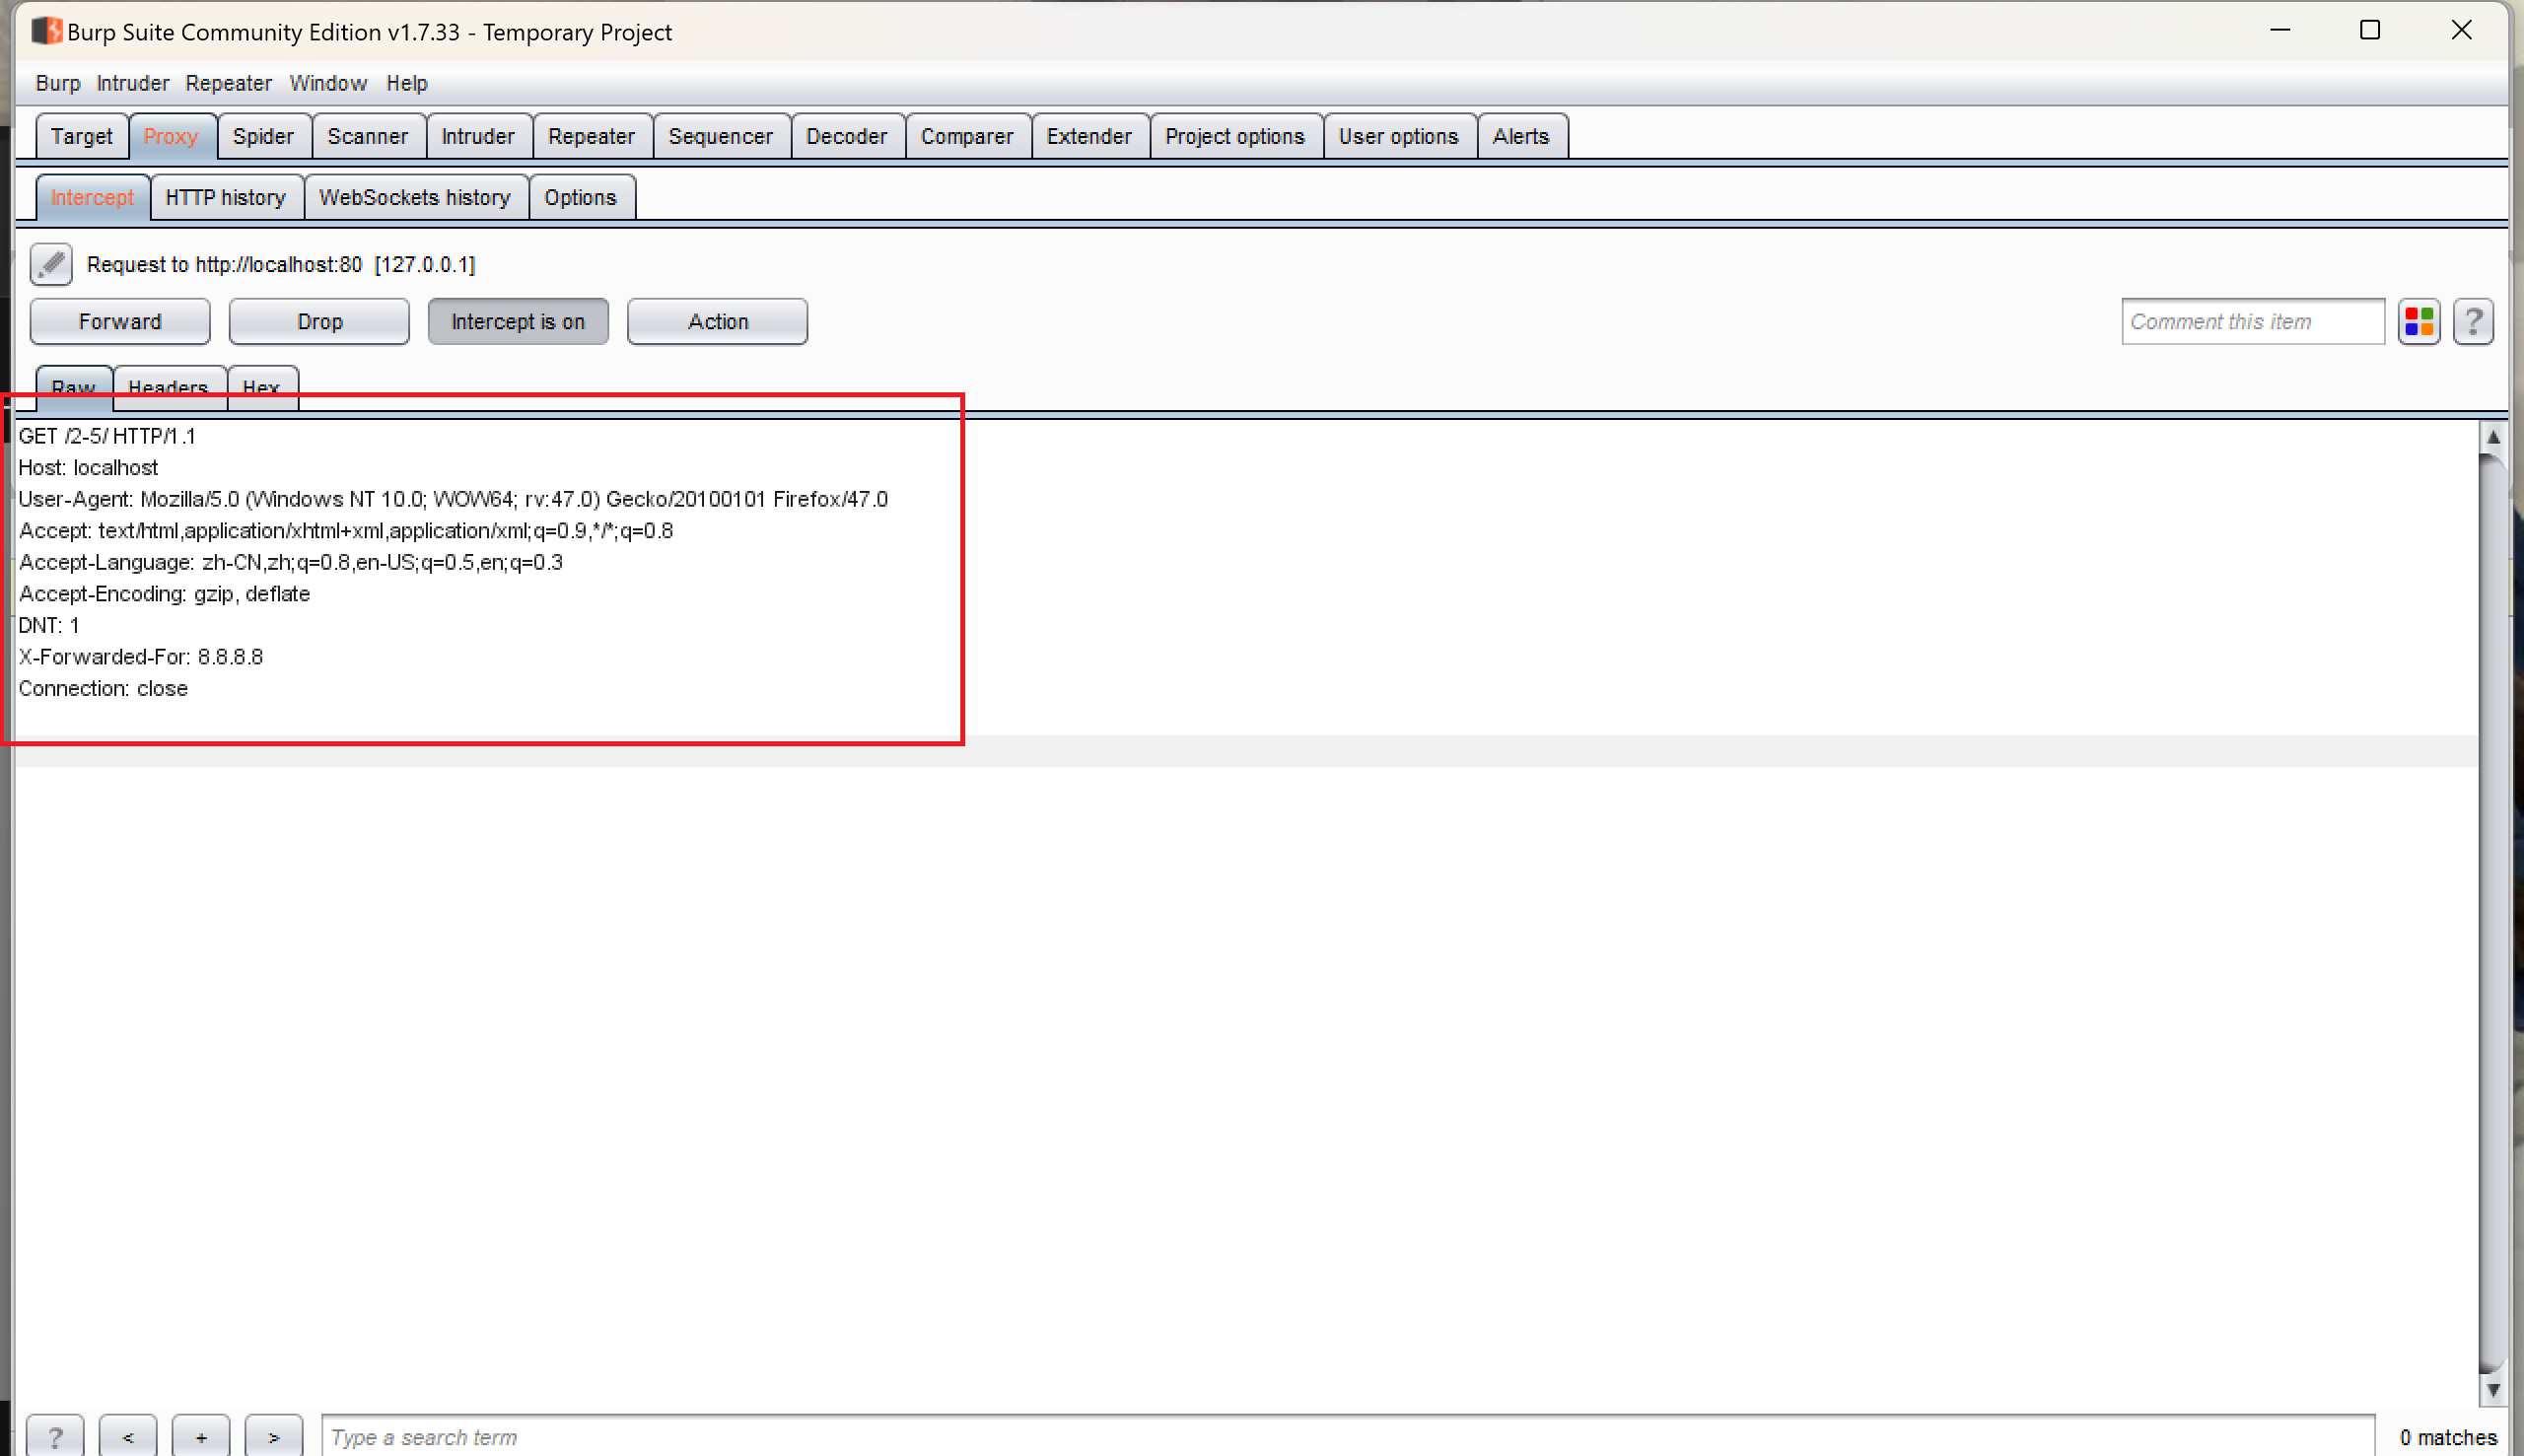 Burp Suite Community Edition v1.7.33 - Temporary Project
Burp Intruder Repeater Window Help
Target Proxy Spider Scanner Intruder Repeater Sequencer Decoder Comparer Extender Project options User options Alerts
Intercept HTTP history WebSockets history Options
Request to http://localhost:80 [127.0.0.1]
Forward Drop Intercept is on Action Comment this item ?
Raw Headers Hex
GET /2-5/ HTTP/1.1
Host: localhost
User-Agent: Mozilla/5.0 (Windows NT 10.0; WOW64; rv:47.0) Gecko/20100101 Firefox/47.0
Accept: text/html,application/xhtml+xml,application/xml;q=0.9,*/*;q=0.8
Accept-Language: zh-CN,zh;q=0.8,en-US;q=0.5,en;q=0.3
Accept-Encoding: gzip, deflate
DNT: 1
X-Forwarded-For: 8.8.8.8
Connection: close
? < + > Type a search term 0 matches